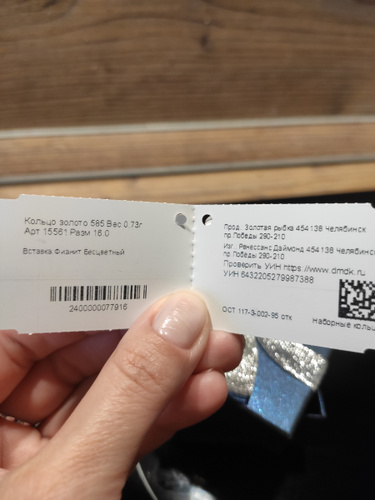 Кольцо золото 585 Вес 0.73г
Арт 15561 Разм 16.0
Вставка Фианит Бесцветный
2400000077916
Прод. Золотая рыбка 454138 Челябинск
пр.Победы 290-210
Изг. Ренессанс Даймонд 454138 Челябинск
пр.Победы 290-210
Проверить УИН https://www.dmdk.ru
УИН 6432205279987388
ОСТ 117-3-002-95 отк
Наборные кольц